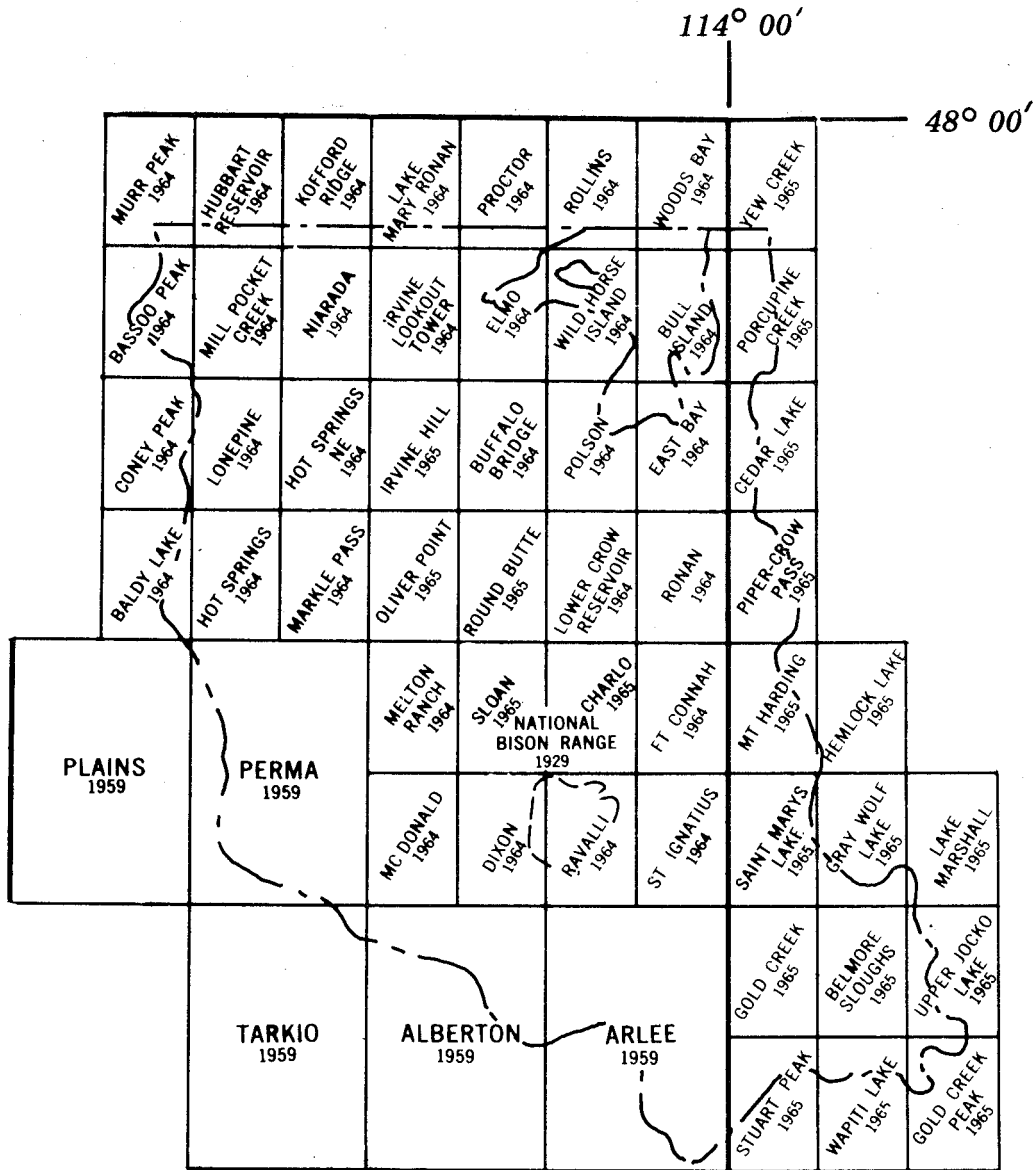 114° 00'
48° 00'
MURR PEAK
1964
HUBBART
RESERVOIR
1964
KOFFORD
RIDGE
1964
LAKE
MARY RONAN
1964
PROCTOR
1964
ROLLINS
1964
WOODS BAY
1964
YEW CREEK
1965
BASSOO PEAK
1964
MILL POCKET
CREEK
1964
NIARADA
1964
IRVINE
LOOKOUT
TOWER
1964
ELMO
1964
WILD HORSE
ISLAND
1964
BULL
ISLAND
1964
PORCUPINE
CREEK
1965
CONEY PEAK
1964
LONEPINE
1964
HOT SPRINGS
NE
1964
IRVINE HILL
1965
BUFFALO
BRIDGE
1964
POLSON
1964
EAST BAY
1964
CEDAR LAKE
1965
BALDY LAKE
1964
HOT SPRINGS
1964
MARKLE PASS
1964
OLIVER POINT
1965
ROUND BUTTE
1965
LOWER CROW
RESERVOIR
1964
RONAN
1964
PIPER-CROW
PASS
1965
PLAINS
1959
PERMA
1959
MELTON
RANCH
1964
SLOAN
1965
CHARLO
1965
NATIONAL
BISON RANGE
1929
FT CONNAH
1964
MT HARDING
1965
HEMLOCK LAKE
1965
MC DONALD
1964
DIXON
1964
RAVALLI
1964
ST IGNATIUS
1964
SAINT MARYS
LAKE
1965
GRAY WOLF
LAKE
1965
LAKE
MARSHALL
1965
TARKIO
1959
ALBERTON
1959
ARLEE
1959
GOLD CREEK
1965
BELMORE
SLOUGHS
1965
UPPER JOCKO
LAKE
1965
STUART PEAK
1965
WAPITI LAKE
1965
GOLD CREEK
PEAK
1965